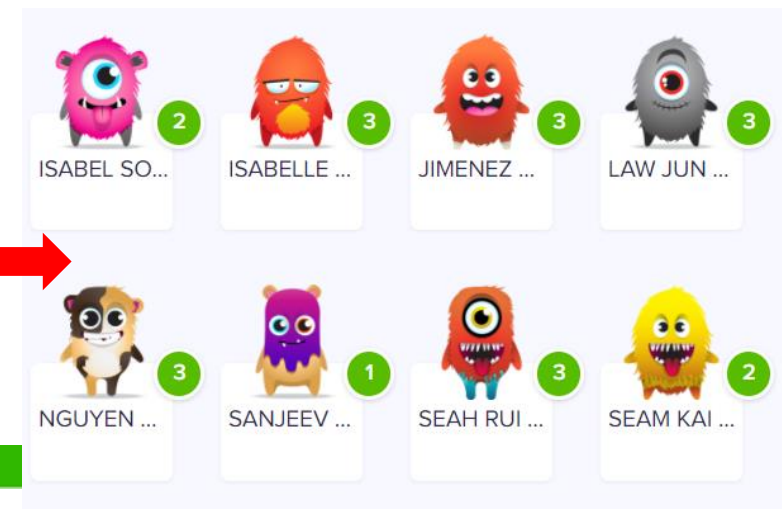 2
3
3
3
ISABEL SO...
ISABELLE ...
JIMENEZ ...
LAW JUN ...
3
1
3
2
NGUYEN ...
SANJEEV ...
SEAH RUI ...
SEAM KAI ...